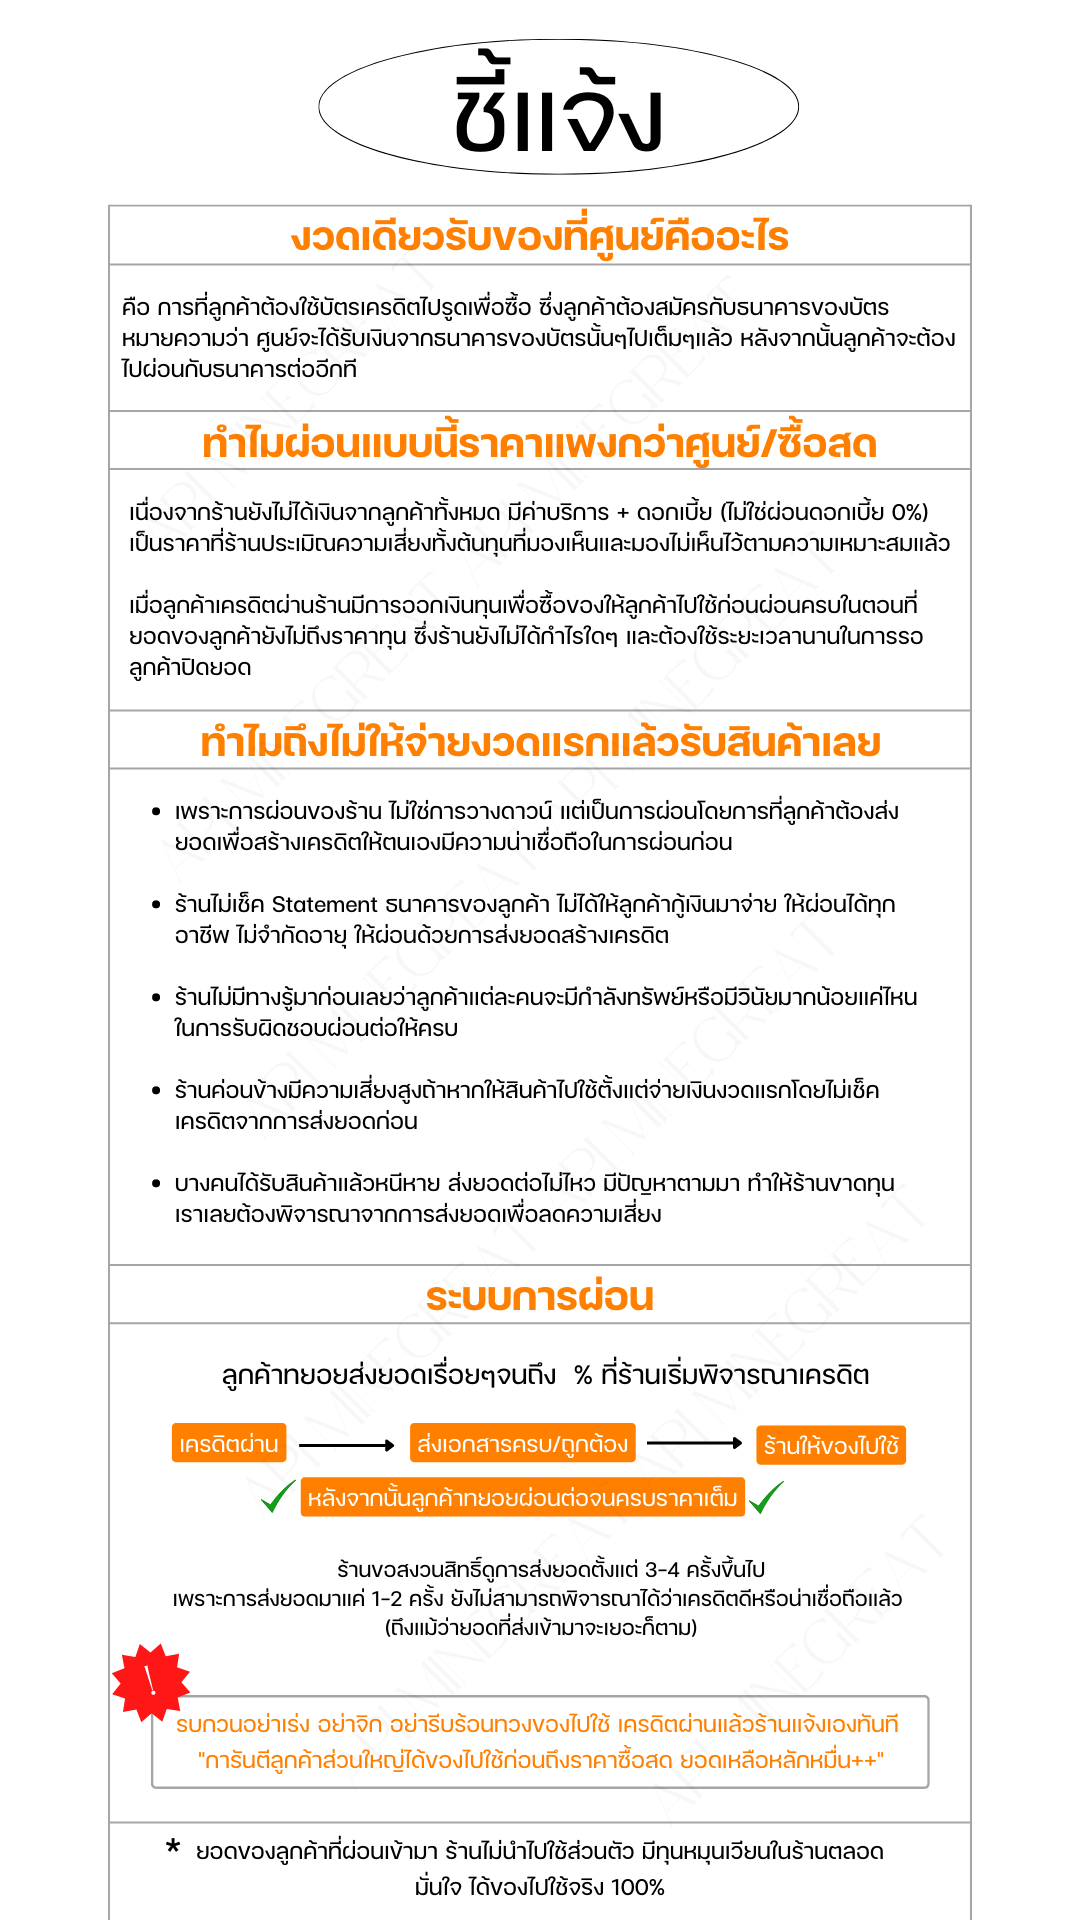 ชี้แจ้ง
งวดเดียวรับของที่ศูนย์คืออะไร
คือ การที่ลูกค้าต้องใช้บัตรเครดิตไปรูดเพื่อซื้อ ซึ่งลูกค้าต้องสมัครกับธนาคารของบัตร
หมายความว่า ศูนย์จะได้รับเงินจากธนาคารของบัตรนั้นๆไปเต็มๆแล้ว หลังจากนั้นลูกค้าจะต้อง
ไปผ่อนกับธนาคารต่ออีกที
ทำไมผ่อนแบบนี้ราคาแพงกว่าศูนย์/ซื้อสด
เนื่องจากร้านยังไม่ได้เงินจากลูกค้าทั้งหมด มีค่าบริการ + ดอกเบี้ย (ไม่ใช่ผ่อนดอกเบี้ย 0%)
เป็นราคาที่ร้านประเมิณความเสี่ยงทั้งต้นทุนที่มองเห็นและมองไม่เห็นไว้ตามความเหมาะสมแล้ว
เมื่อลูกค้าเครดิตผ่านร้านมีการออกเงินทุนเพื่อซื้อของให้ลูกค้าไปใช้ก่อนผ่อนครบในตอนที่
ยอดของลูกค้ายังไม่ถึงราคาทุน ซึ่งร้านยังไม่ได้กำไรใดๆ และต้องใช้ระยะเวลานานในการรอ
ลูกค้าปิดยอด
ทำไมถึงไม่ให้จ่ายงวดแรกแล้วรับสินค้าเลย
• เพราะการผ่อนของร้าน ไม่ใช่การวางดาวน์ แต่เป็นการผ่อนโดยการที่ลูกค้าต้องส่ง
ยอดเพื่อสร้างเครดิตให้ตนเองมีความน่าเชื่อถือในการผ่อนก่อน
• ร้านไม่เช็ค Statement ธนาคารของลูกค้า ไม่ได้ให้ลูกค้ากู้เงินมาจ่าย ให้ผ่อนได้ทุก
อาชีพ ไม่จำกัดอายุ ให้ผ่อนด้วยการส่งยอดสร้างเครดิต
• ร้านไม่มีทางรู้มาก่อนเลยว่าลูกค้าแต่ละคนจะมีกำลังทรัพย์หรือมีวินัยมากน้อยแค่ไหน
ในการรับผิดชอบผ่อนต่อให้ครบ
• ร้านค่อนข้างมีความเสี่ยงสูงถ้าหากให้สินค้าไปใช้ตั้งแต่จ่ายเงินงวดแรกโดยไม่เช็ค
เครดิตจากการส่งยอดก่อน
• บางคนได้รับสินค้าแล้วหนีหาย ส่งยอดต่อไม่ไหว มีปัญหาตามมา ทำให้ร้านขาดทุน
เราเลยต้องพิจารณาจากการส่งยอดเพื่อลดความเสี่ยง
ระบบการผ่อน
ลูกค้าทยอยส่งยอดเรื่อยๆจนถึง % ที่ร้านเริ่มพิจารณาเครดิต
เครดิตผ่าน ส่งเอกสารครบ/ถูกต้อง ร้านให้ของไปใช้
หลังจากนั้นลูกค้าทยอยผ่อนต่อจนครบราคาเต็ม
ร้านขอสงวนสิทธิ์ดูการส่งยอดตั้งแต่ 3-4 ครั้งขึ้นไป
เพราะการส่งยอดมาแค่ 1-2 ครั้ง ยังไม่สามารถพิจารณาได้ว่าเครดิตดีหรือน่าเชื่อถือแล้ว
(ถึงแม้ว่ายอดที่ส่งเข้ามาจะเยอะก็ตาม)
!
รบกวนอย่าเร่ง อย่าจิก อย่ารีบร้อนทวงของไปใช้ เครดิตผ่านแล้วร้านแจ้งเองทันที
"การันตีลูกค้าส่วนใหญ่ได้ของไปใช้ก่อนถึงราคาซื้อสด ยอดเหลือหลักหมื่น++"
* ยอดของลูกค้าที่ผ่อนเข้ามา ร้านไม่นำไปใช้ส่วนตัว มีทุนหมุนเวียนในร้านตลอด
มั่นใจ ได้ของไปใช้จริง 100%